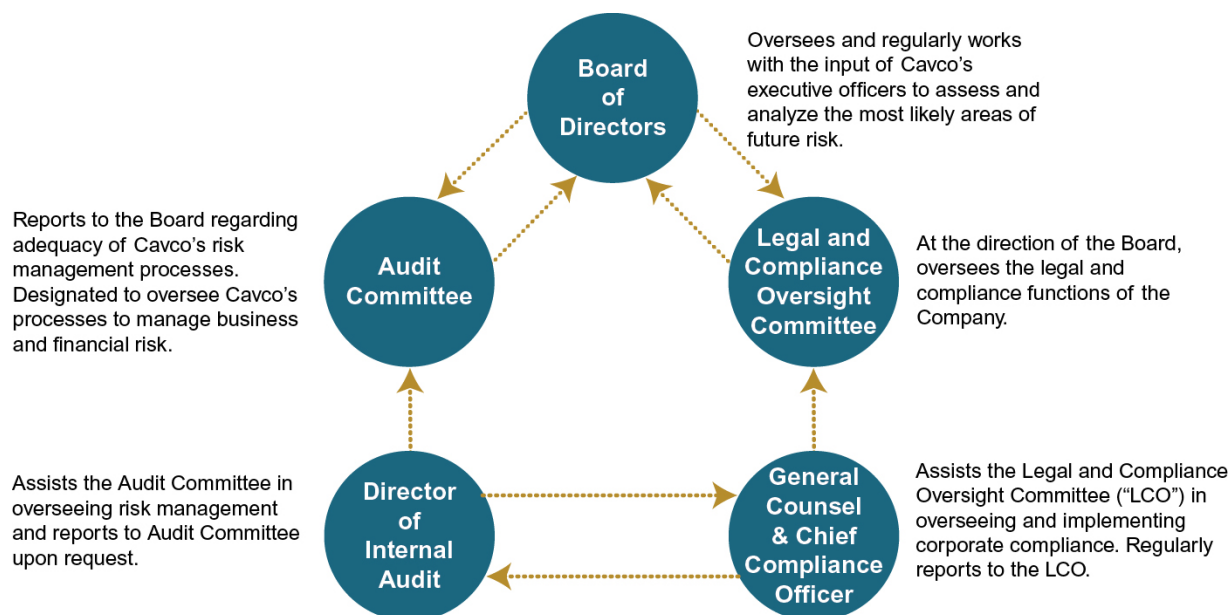 Board
of
Directors
Oversees and regularly works
with the input of Cavco’s
executive officers to assess and
analyze the most likely areas of
future risk.
Reports to the Board regarding
adequacy of Cavco’s risk
management processes.
Designated to oversee Cavco’s
processes to manage business
and financial risk.
Audit
Committee
Legal and
Compliance
Oversight
Committee
At the direction of the Board,
oversees the legal and
compliance functions of the
Company.
Assists the Audit Committee in
overseeing risk management
and reports to Audit Committee
upon request.
Director
of
Internal
Audit
General
Counsel
& Chief
Compliance
Officer
Assists the Legal and Compliance
Oversight Committee (“LCO”) in
overseeing and implementing
corporate compliance. Regularly
reports to the LCO.